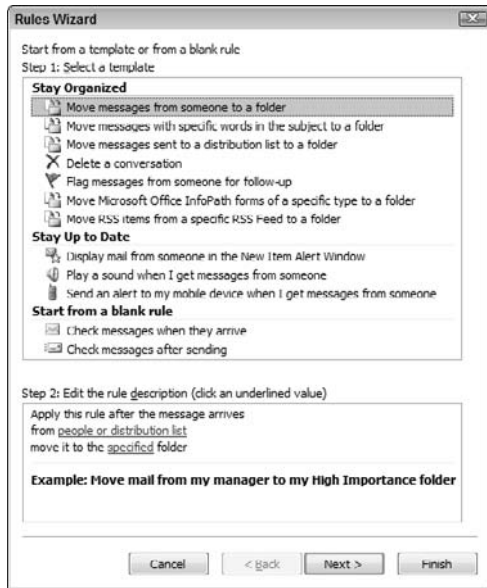 Rules Wizard
Start from a template or from a blank rule
Step 1: Select a template
Stay Organized
Move messages from someone to a folder
Move messages with specific words in the subject to a folder
Move messages sent to a distribution list to a folder
Delete a conversation
Flag messages from someone for follow-up
Move Microsoft Office InfoPath forms of a specific type to a folder
Move RSS items from a specific RSS Feed to a folder
Stay Up to Date
Display mail from someone in the New Item Alert Window
Play a sound when I get messages from someone
Send an alert to my mobile device when I get messages from someone
Start from a blank rule
Check messages when they arrive
Check messages after sending
Step 2: Edit the rule description (click an underlined value)
Apply this rule after the message arrives
from people or distribution list
move it to the specified folder
Example: Move mail from my manager to my High Importance folder
Cancel < Back Next > Finish